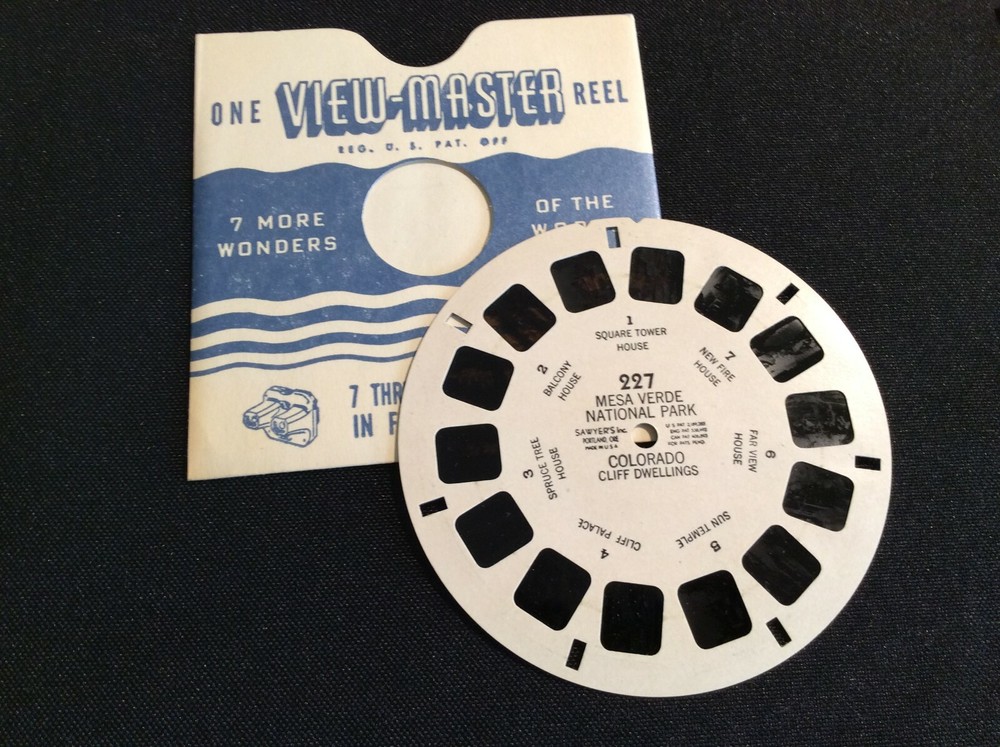 ONE VIEW-MASTER REEL
REG. U. S. PAT. OFF
7 MORE
WONDERS
OF THE
7 THR
IN F
1
SQUARE TOWER
HOUSE
2
BALCONY
HOUSE
3
SPRUCE TREE
HOUSE
4
CLIFF PALACE
5
SUN TEMPLE
6
FAR VIEW
HOUSE
7
NEW FIRE
HOUSE
227
MESA VERDE
NATIONAL PARK
SAWYER'S Inc.
PORTLAND, ORE
MADE IN U.S.A.
COLORADO
CLIFF DWELLINGS